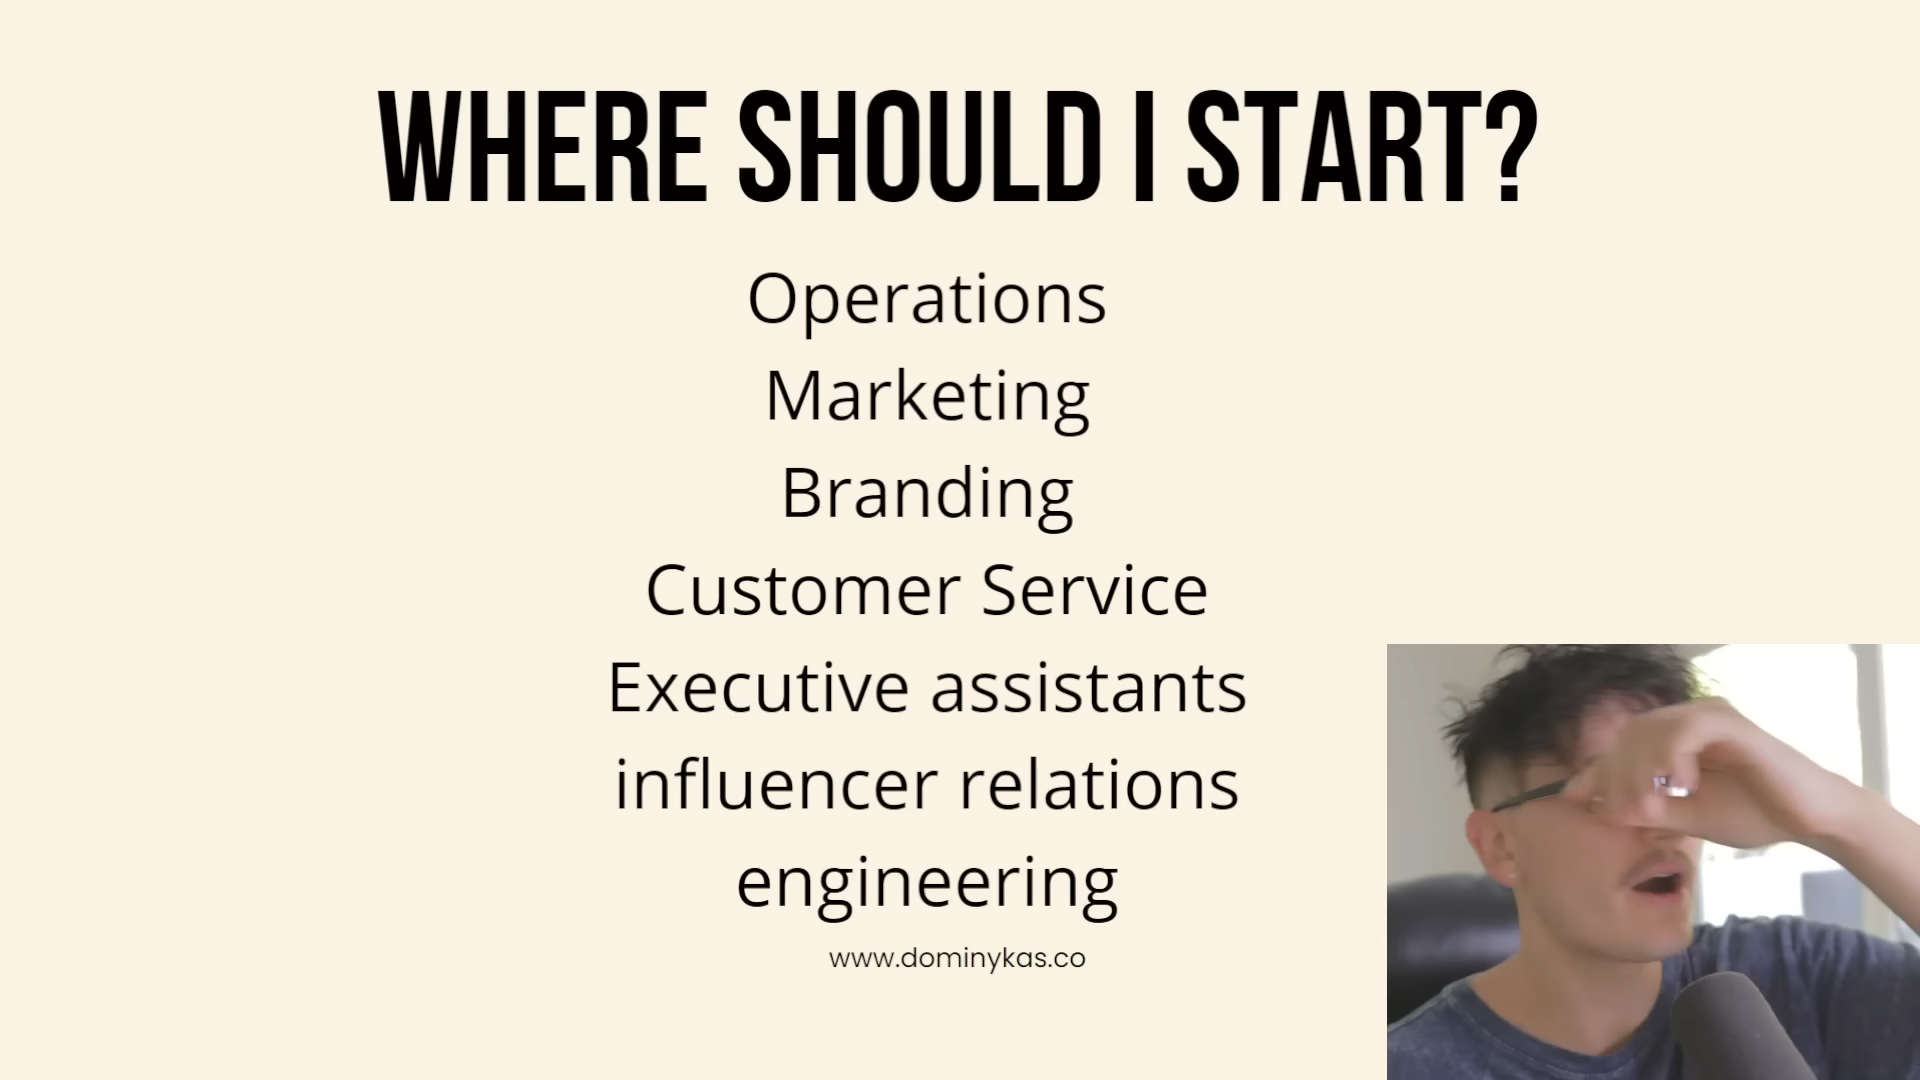 WHERE SHOULD I START?
Operations
Marketing
Branding
Customer Service
Executive assistants
influencer relations
engineering
www.dominykas.co